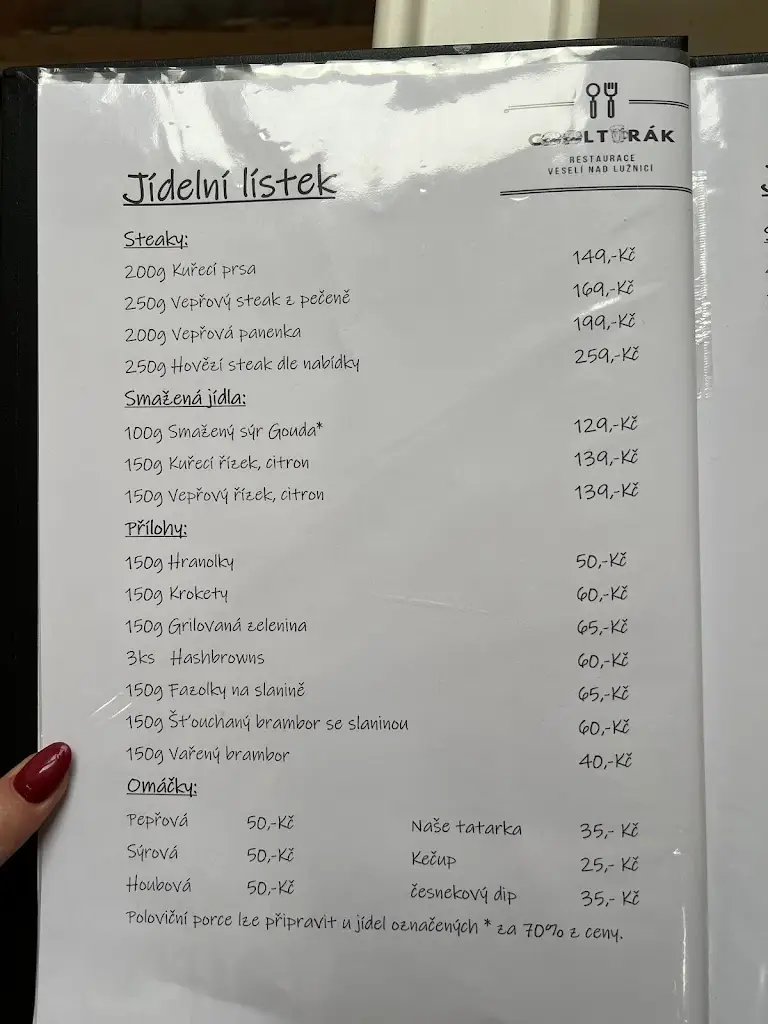 COOLTŮRÁK
RESTAURACE
VESELÍ NAD LUŽNICÍ
Jídelní lístek
Steaky:
200g Kuřecí prsa 149,-Kč
250g Vepřový steak z pečeně 169,-Kč
200g Vepřová panenka 199,-Kč
250g Hovězí steak dle nabídky 259,-Kč
Smažená jídla:
100g Smažený sýr Gouda* 129,-Kč
150g Kuřecí řízek, citron 139,-Kč
150g Vepřový řízek, citron 139,-Kč
Přílohy:
150g Hranolky 50,-Kč
150g Krokety 60,-Kč
150g Grilovaná zelenina 65,-Kč
3ks Hashbrowns 60,-Kč
150g Fazolky na slanině 65,-Kč
150g Šťouchaný brambor se slaninou 60,-Kč
150g Vařený brambor 40,-Kč
Omáčky:
Pepřová 50,-Kč Naše tatarka 35,- Kč
Sýrová 50,-Kč Kečup 25,- Kč
Houbová 50,-Kč česnekový dip 35,- Kč
Poloviční porce lze připravit u jídel označených * za 70% z ceny.